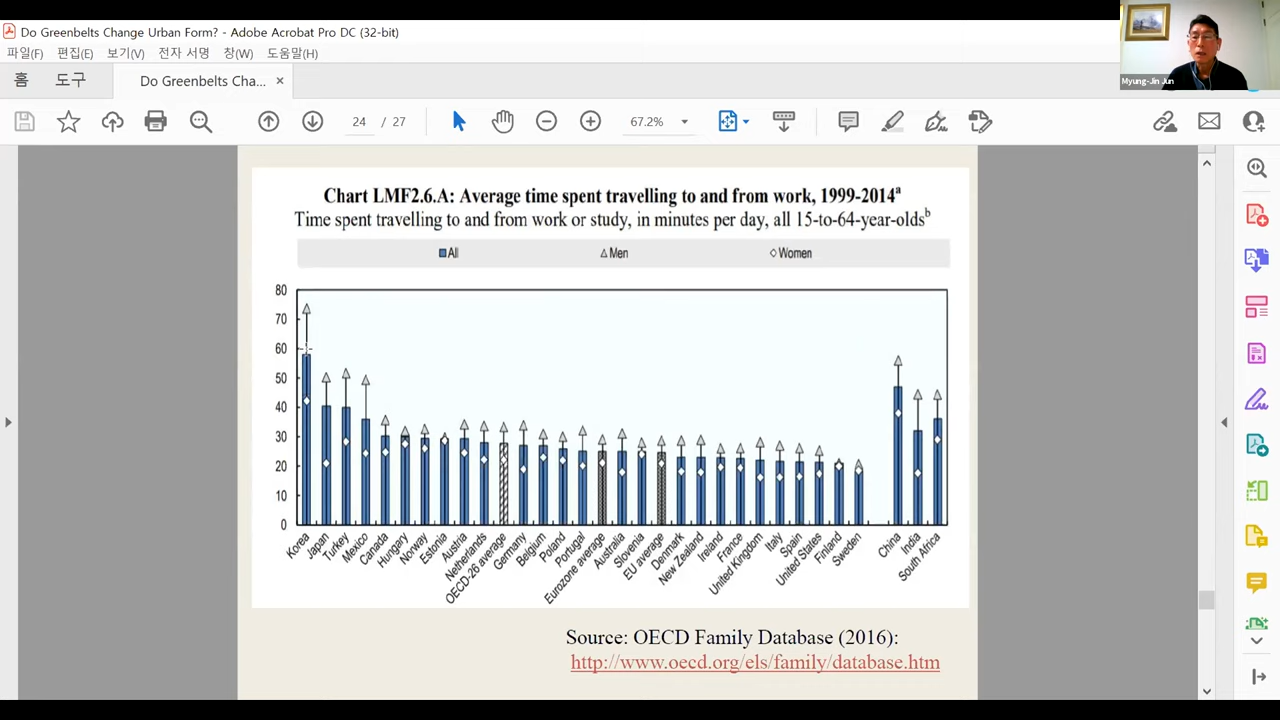 Do Greenbelts Change Urban Form? - Adobe Acrobat Pro DC (32-bit)
파일(F) 편집(E) 보기(V) 전자 서명 창(W) 도움말(H)
홈 도구 Do Greenbelts Cha... ×
Myung-Jin Jun
24 / 27 67.2%
Chart LMF2.6.A: Average time spent travelling to and from work, 1999-2014ª
Time spent travelling to and from work or study, in minutes per day, all 15-to-64-year-oldsᵇ
All Men Women
80
70
60
50
40
30
20
10
0
Korea
Japan
Turkey
Mexico
Canada
Hungary
Norway
Estonia
Austria
Netherlands
OECD-26 average
Germany
Belgium
Poland
Portugal
Eurozone average
Australia
Slovenia
EU average
Denmark
New Zealand
Ireland
France
United Kingdom
Italy
Spain
United States
Finland
Sweden
China
India
South Africa
Source: OECD Family Database (2016):
http://www.oecd.org/els/family/database.htm